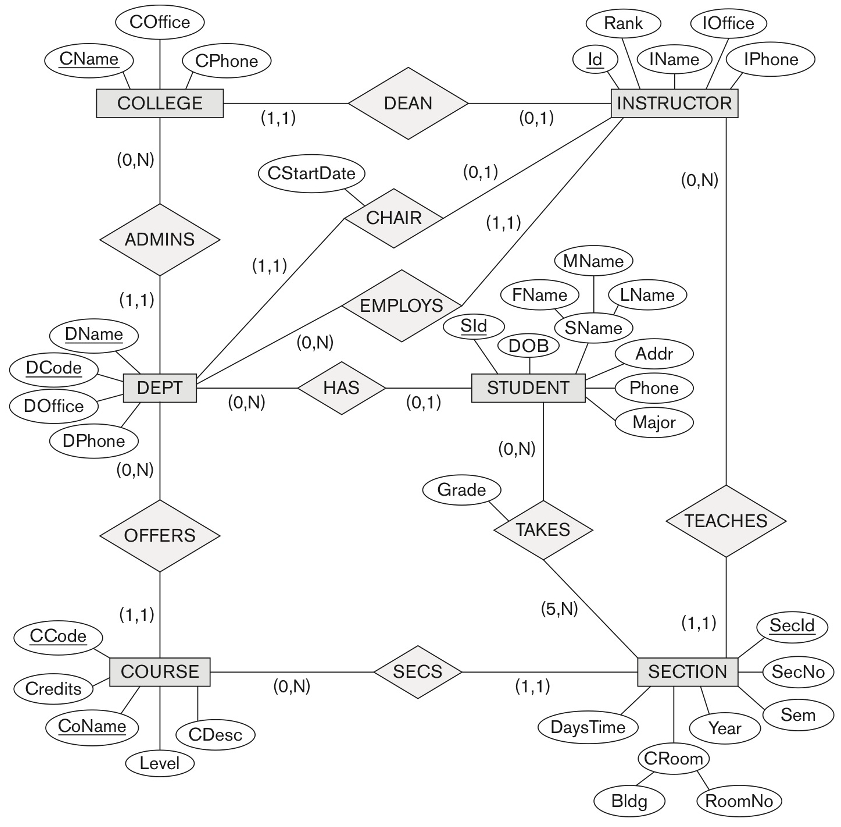 COffice
CName
CPhone
COLLEGE
(1,1)
DEAN
(0,1)
Rank
IOffice
Id
IName
IPhone
INSTRUCTOR
(0,N)
CStartDate
(0,1)
(0,N)
CHAIR
ADMINS
(1,1)
(1,1)
(1,1)
MName
FName
LName
EMPLOYS
SId
SName
DName
(0,N)
DOB
Addr
DCode
DEPT
HAS
STUDENT
Phone
(0,N)
(0,1)
DOffice
Major
DPhone
(0,N)
(0,N)
Grade
TEACHES
TAKES
OFFERS
(5,N)
(1,1)
(1,1)
SecId
CCode
COURSE
SECS
SECTION
SecNo
Credits
(0,N)
(1,1)
Sem
CoName
CDesc
DaysTime
Year
Level
CRoom
Bldg
RoomNo